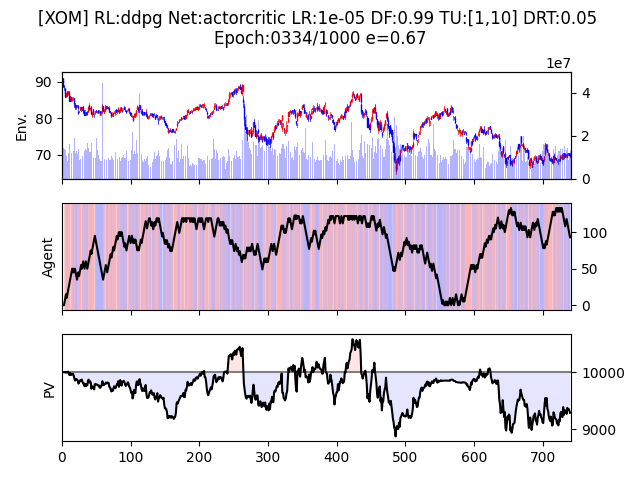 [XOM] RL:ddpg Net:actorcritic LR:1e-05 DF:0.99 TU:[1,10] DRT:0.05
Epoch:0334/1000 e=0.67
1e7
90
80
70
Env.
4
2
0
Agent
100
50
0
PV
10000
9000
0 100 200 300 400 500 600 700